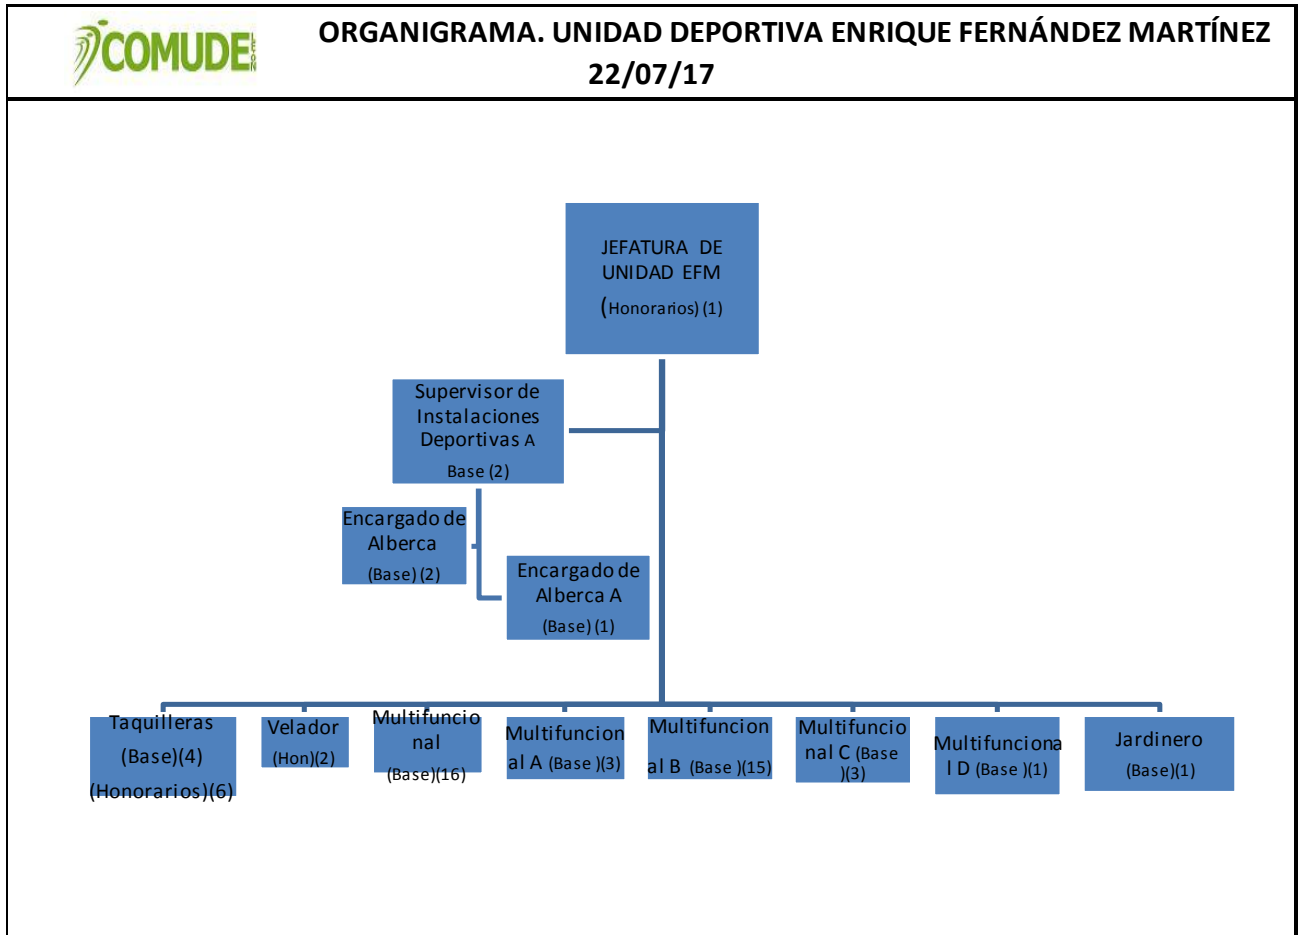 COMUDE
LEÓN
ORGANIGRAMA. UNIDAD DEPORTIVA ENRIQUE FERNÁNDEZ MARTÍNEZ
22/07/17
JEFATURA DE
UNIDAD EFM
(Honorarios) (1)
Supervisor de
Instalaciones
Deportivas A
Base (2)
Encargado de
Alberca
(Base) (2)
Encargado de
Alberca A
(Base) (1)
Taquilleras
(Base)(4)
(Honorarios)(6)
Velador
(Hon)(2)
Multifuncio
nal
(Base)(16)
Multifuncion
al A (Base )(3)
Multifuncion
al B (Base )(15)
Multifuncio
nal C (Base
)(3)
Multifunciona
l D (Base )(1)
Jardinero
(Base)(1)